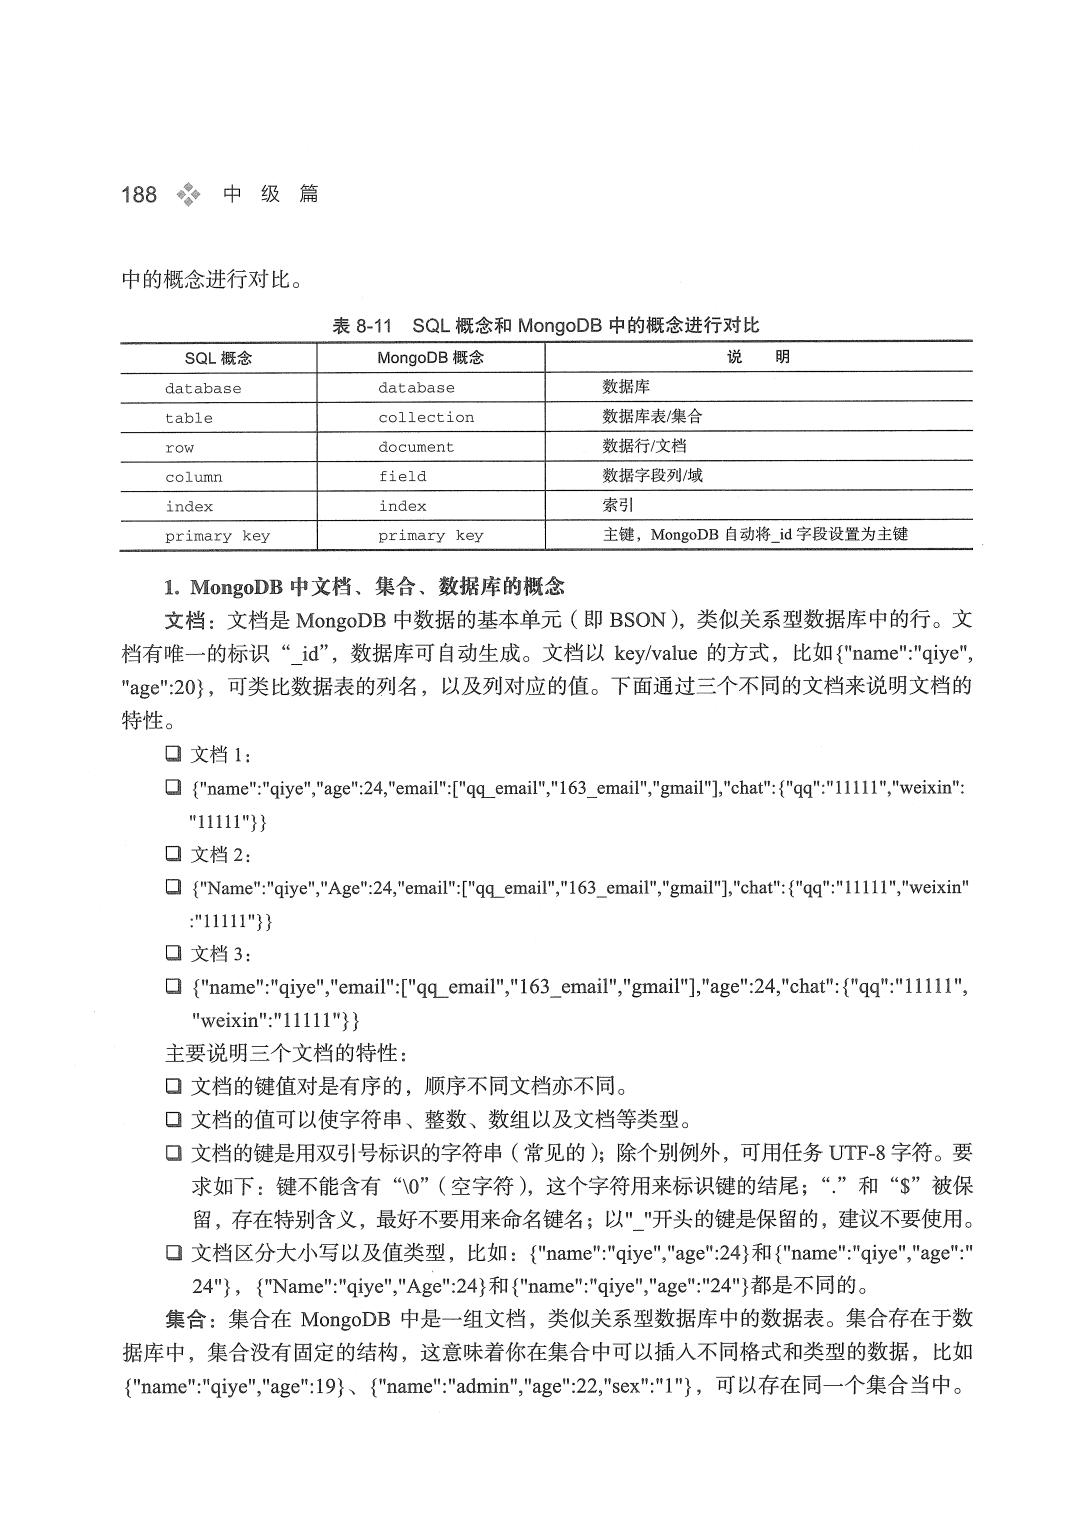 188 中 级 篇
中的概念进行对比。
表 8-11 SQL 概念和 MongoDB 中的概念进行对比
SQL 概念 MongoDB 概念 说 明
database database 数据库
table collection 数据库表/集合
row document 数据行/文档
column field 数据字段列/域
index index 索引
primary key primary key 主键，MongoDB 自动将_id 字段设置为主键
1. MongoDB 中文档、集合、数据库的概念
文档：文档是 MongoDB 中数据的基本单元（即 BSON），类似关系型数据库中的行。文
档有唯一的标识“_id”，数据库可自动生成。文档以 key/value 的方式，比如{"name":"qiye",
"age":20}，可类比数据表的列名，以及列对应的值。下面通过三个不同的文档来说明文档的
特性。
❑ 文档 1：
❑ {"name":"qiye","age":24,"email":["qq_email","163_email","gmail"],"chat":{"qq":"11111","weixin":
"11111"}}
❑ 文档 2：
❑ {"Name":"qiye","Age":24,"email":["qq_email","163_email","gmail"],"chat":{"qq":"11111","weixin"
:"11111"}}
❑ 文档 3：
❑ {"name":"qiye","email":["qq_email","163_email","gmail"],"age":24,"chat":{"qq":"11111",
"weixin":"11111"}}
主要说明三个文档的特性：
❑ 文档的键值对是有序的，顺序不同文档亦不同。
❑ 文档的值可以使字符串、整数、数组以及文档等类型。
❑ 文档的键是用双引号标识的字符串（常见的）；除个别例外，可用任务 UTF-8 字符。要
求如下：键不能含有“\0”（空字符），这个字符用来标识键的结尾；“.”和“$”被保
留，存在特别含义，最好不要用来命名键名；以"_"开头的键是保留的，建议不要使用。
❑ 文档区分大小写以及值类型，比如：{"name":"qiye","age":24}和{"name":"qiye","age":"
24"}，{"Name":"qiye","Age":24}和{"name":"qiye","age":"24"}都是不同的。
集合：集合在 MongoDB 中是一组文档，类似关系型数据库中的数据表。集合存在于数
据库中，集合没有固定的结构，这意味着你在集合中可以插入不同格式和类型的数据，比如
{"name":"qiye","age":19}、{"name":"admin","age":22,"sex":"1"}，可以存在同一个集合当中。